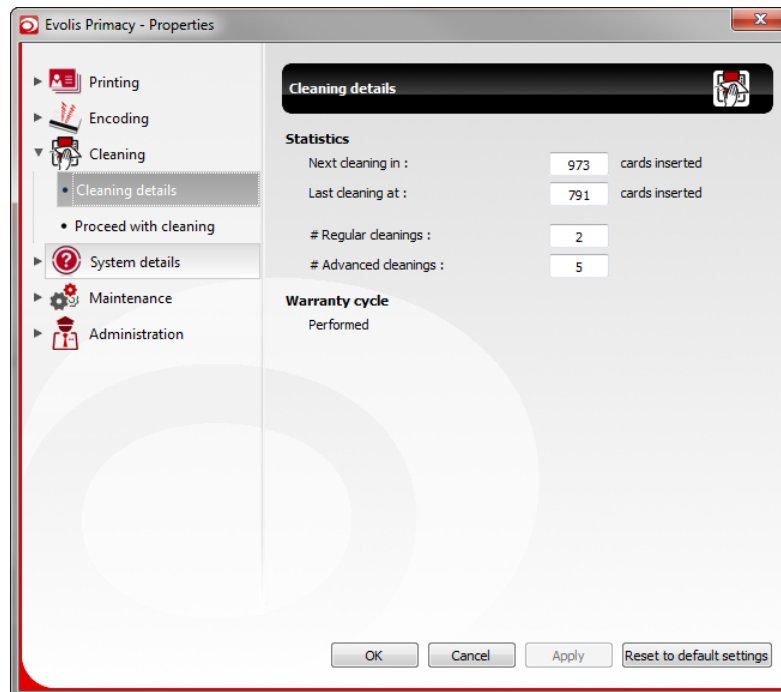 Evolis Primacy - Properties
Printing
Encoding
Cleaning
• Cleaning details
• Proceed with cleaning
System details
Maintenance
Administration
Cleaning details
Statistics
Next cleaning in : 973 cards inserted
Last cleaning at : 791 cards inserted
# Regular cleanings : 2
# Advanced cleanings : 5
Warranty cycle
Performed
OK Cancel Apply Reset to default settings